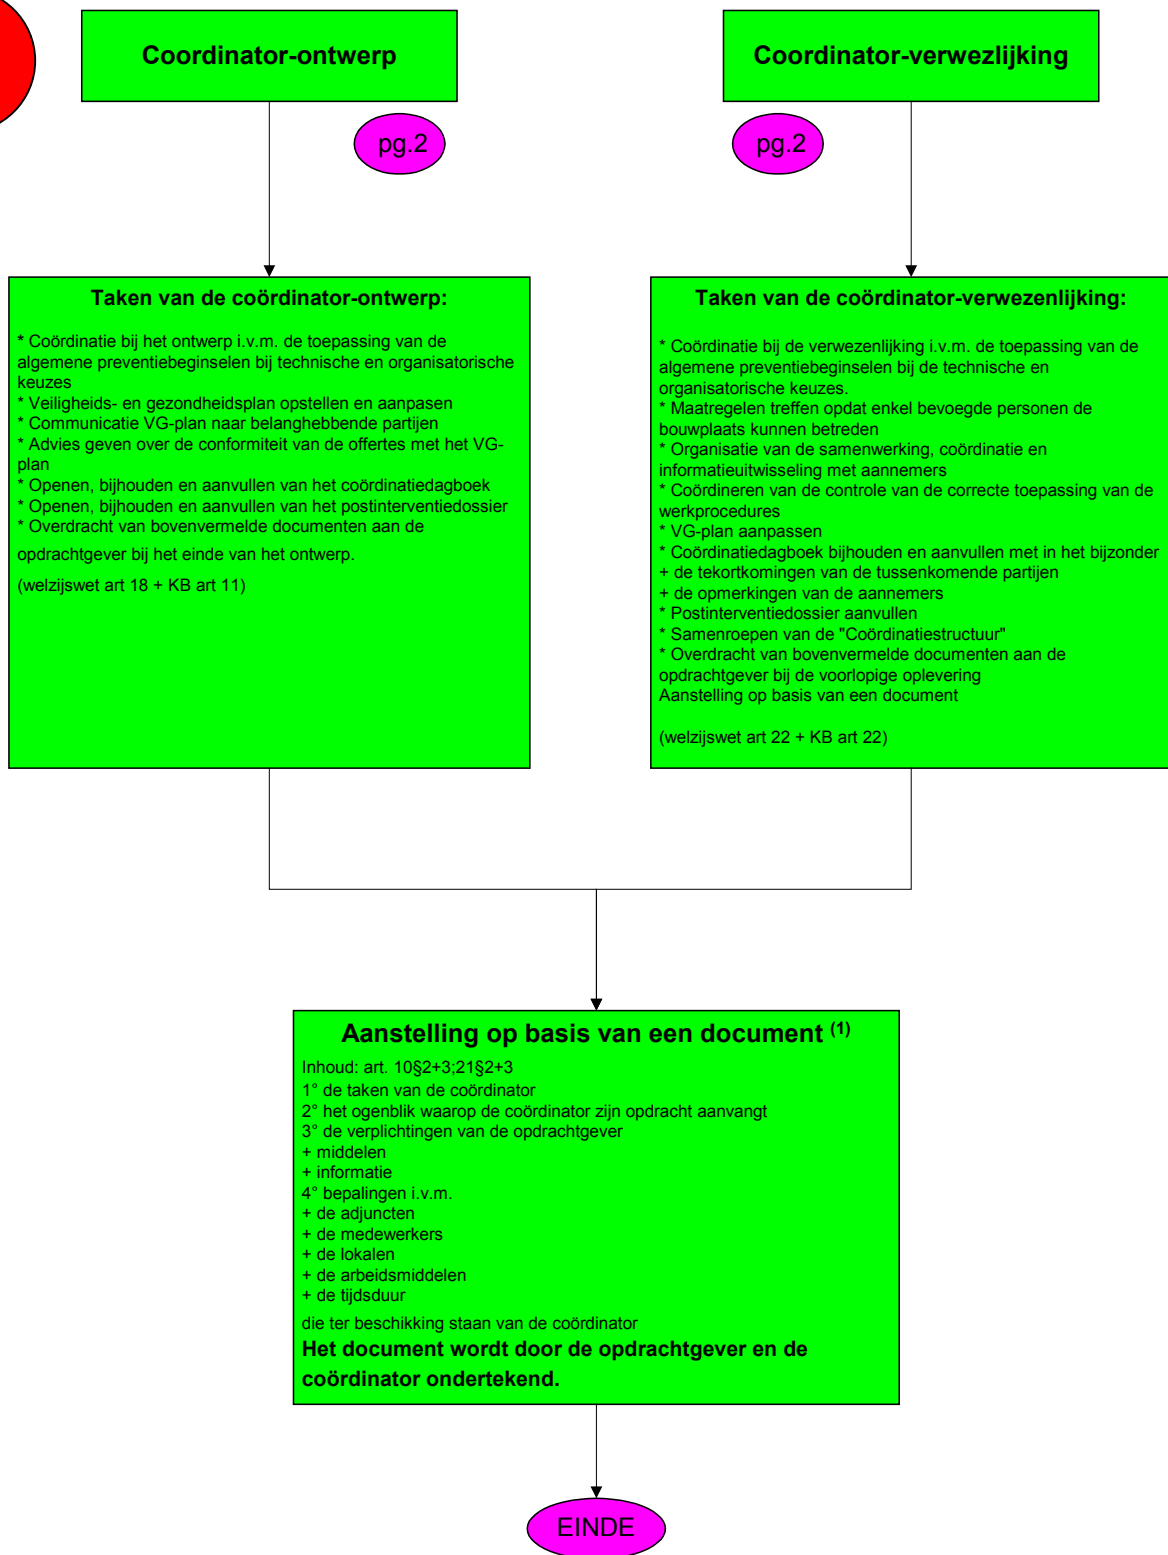 Coordinator-ontwerp
Coordinator-verwezlijking
pg.2
pg.2
Taken van de coördinator-ontwerp:
* Coördinatie bij het ontwerp i.v.m. de toepassing van de
algemene preventiebeginselen bij technische en organisatorische
keuzes
* Veiligheids- en gezondheidsplan opstellen en aanpasen
* Communicatie VG-plan naar belanghebbende partijen
* Advies geven over de conformiteit van de offertes met het VG-
plan
* Openen, bijhouden en aanvullen van het coördinatiedagboek
* Openen, bijhouden en aanvullen van het postinterventiedossier
* Overdracht van bovenvermelde documenten aan de
opdrachtgever bij het einde van het ontwerp.
(welzijswet art 18 + KB art 11)
Taken van de coördinator-verwezenlijking:
* Coördinatie bij de verwezenlijking i.v.m. de toepassing van de
algemene preventiebeginselen bij de technische en
organisatorische keuzes.
* Maatregelen treffen opdat enkel bevoegde personen de
bouwplaats kunnen betreden
* Organisatie van de samenwerking, coördinatie en
informatieuitwisseling met aannemers
* Coördineren van de controle van de correcte toepassing van de
werkprocedures
* VG-plan aanpassen
* Coördinatiedagboek bijhouden en aanvullen met in het bijzonder
+ de tekortkomingen van de tussenkomende partijen
+ de opmerkingen van de aannemers
* Postinterventiedossier aanvullen
* Samenroepen van de "Coördinatiestructuur"
* Overdracht van bovenvermelde documenten aan de
opdrachtgever bij de voorlopige oplevering
Aanstelling op basis van een document
(welzijswet art 22 + KB art 22)
Aanstelling op basis van een document (1)
Inhoud: art. 10§2+3;21§2+3
1° de taken van de coördinator
2° het ogenblik waarop de coördinator zijn opdracht aanvangt
3° de verplichtingen van de opdrachtgever
+ middelen
+ informatie
4° bepalingen i.v.m.
+ de adjuncten
+ de medewerkers
+ de lokalen
+ de arbeidsmiddelen
+ de tijdsduur
die ter beschikking staan van de coördinator
Het document wordt door de opdrachtgever en de
coördinator ondertekend.
EINDE